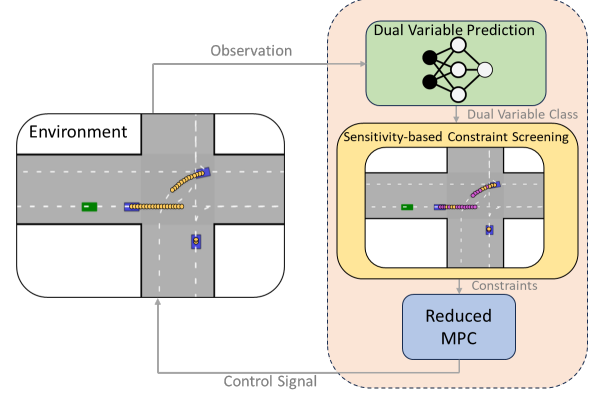 Dual Variable Prediction
Observation
Dual Variable Class
Environment
Sensitivity-based Constraint Screening
Constraints
Reduced
MPC
Control Signal